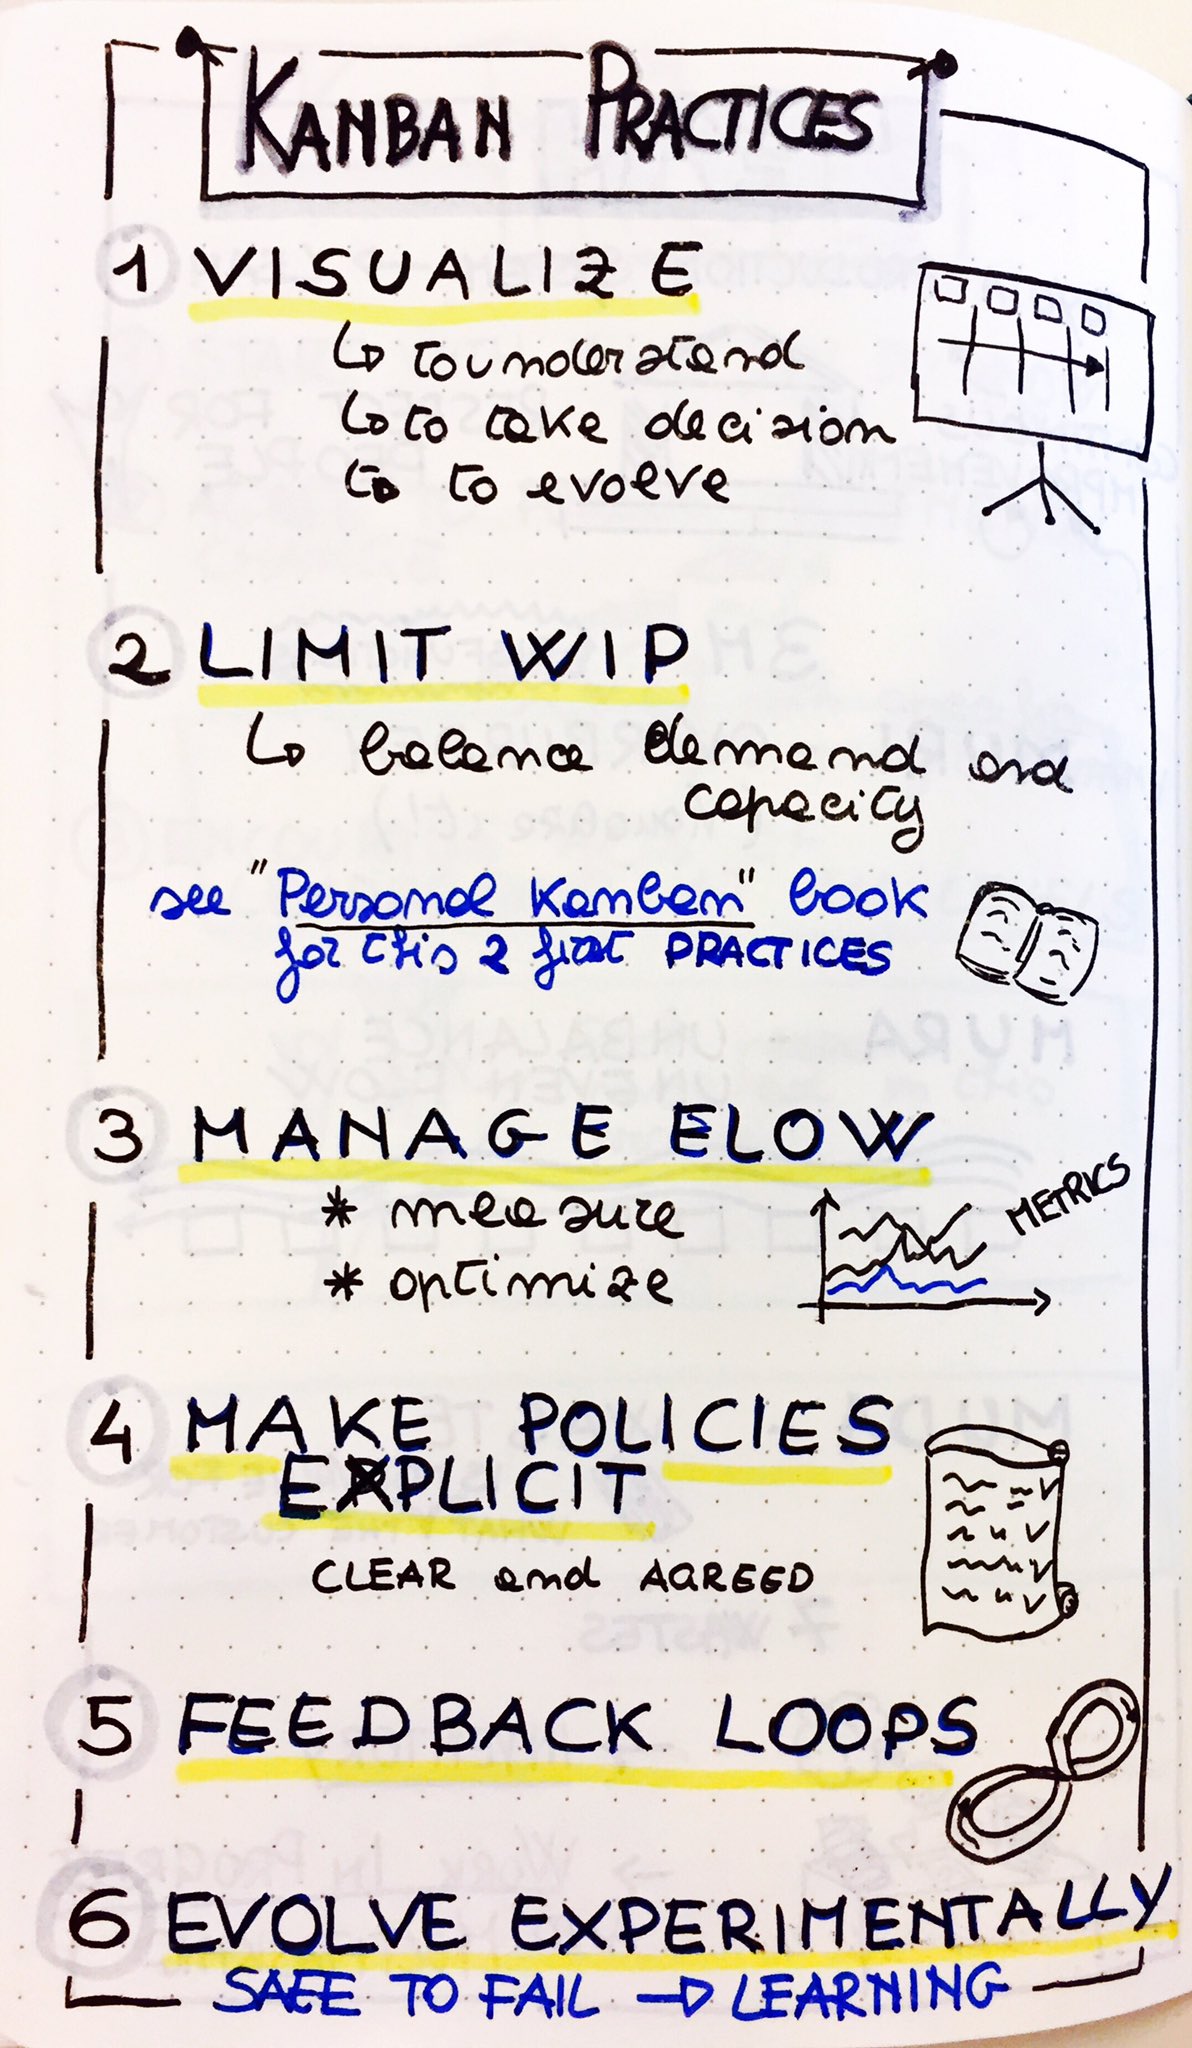 KANBAN PRACTICES
1 VISUALIZE
↳ to understand
↳ to take decision
↳ to evolve
2 LIMIT WIP
↳ balance demand and
capacity
see "Personal Kanban" book
for this 2 first PRACTICES
3 MANAGE FLOW
* measure
* optimize
METRICS
4 MAKE POLICIES
EXPLICIT
CLEAR and AGREED
5 FEEDBACK LOOPS
6 EVOLVE EXPERIMENTALLY
SAFE TO FAIL → LEARNING